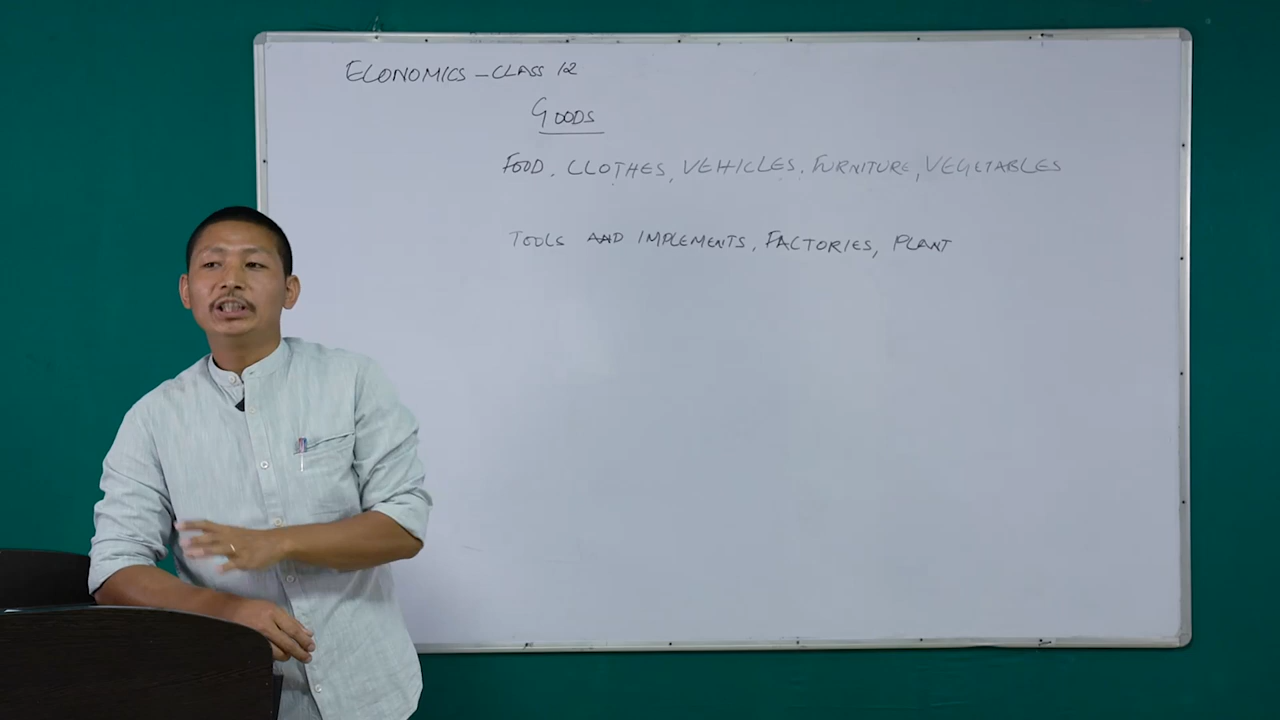 ECONOMICS - CLASS 12
GOODS
FOOD, CLOTHES, VEHICLES, FURNITURE, VEGETABLES
TOOLS AND IMPLEMENTS, FACTORIES, PLANT